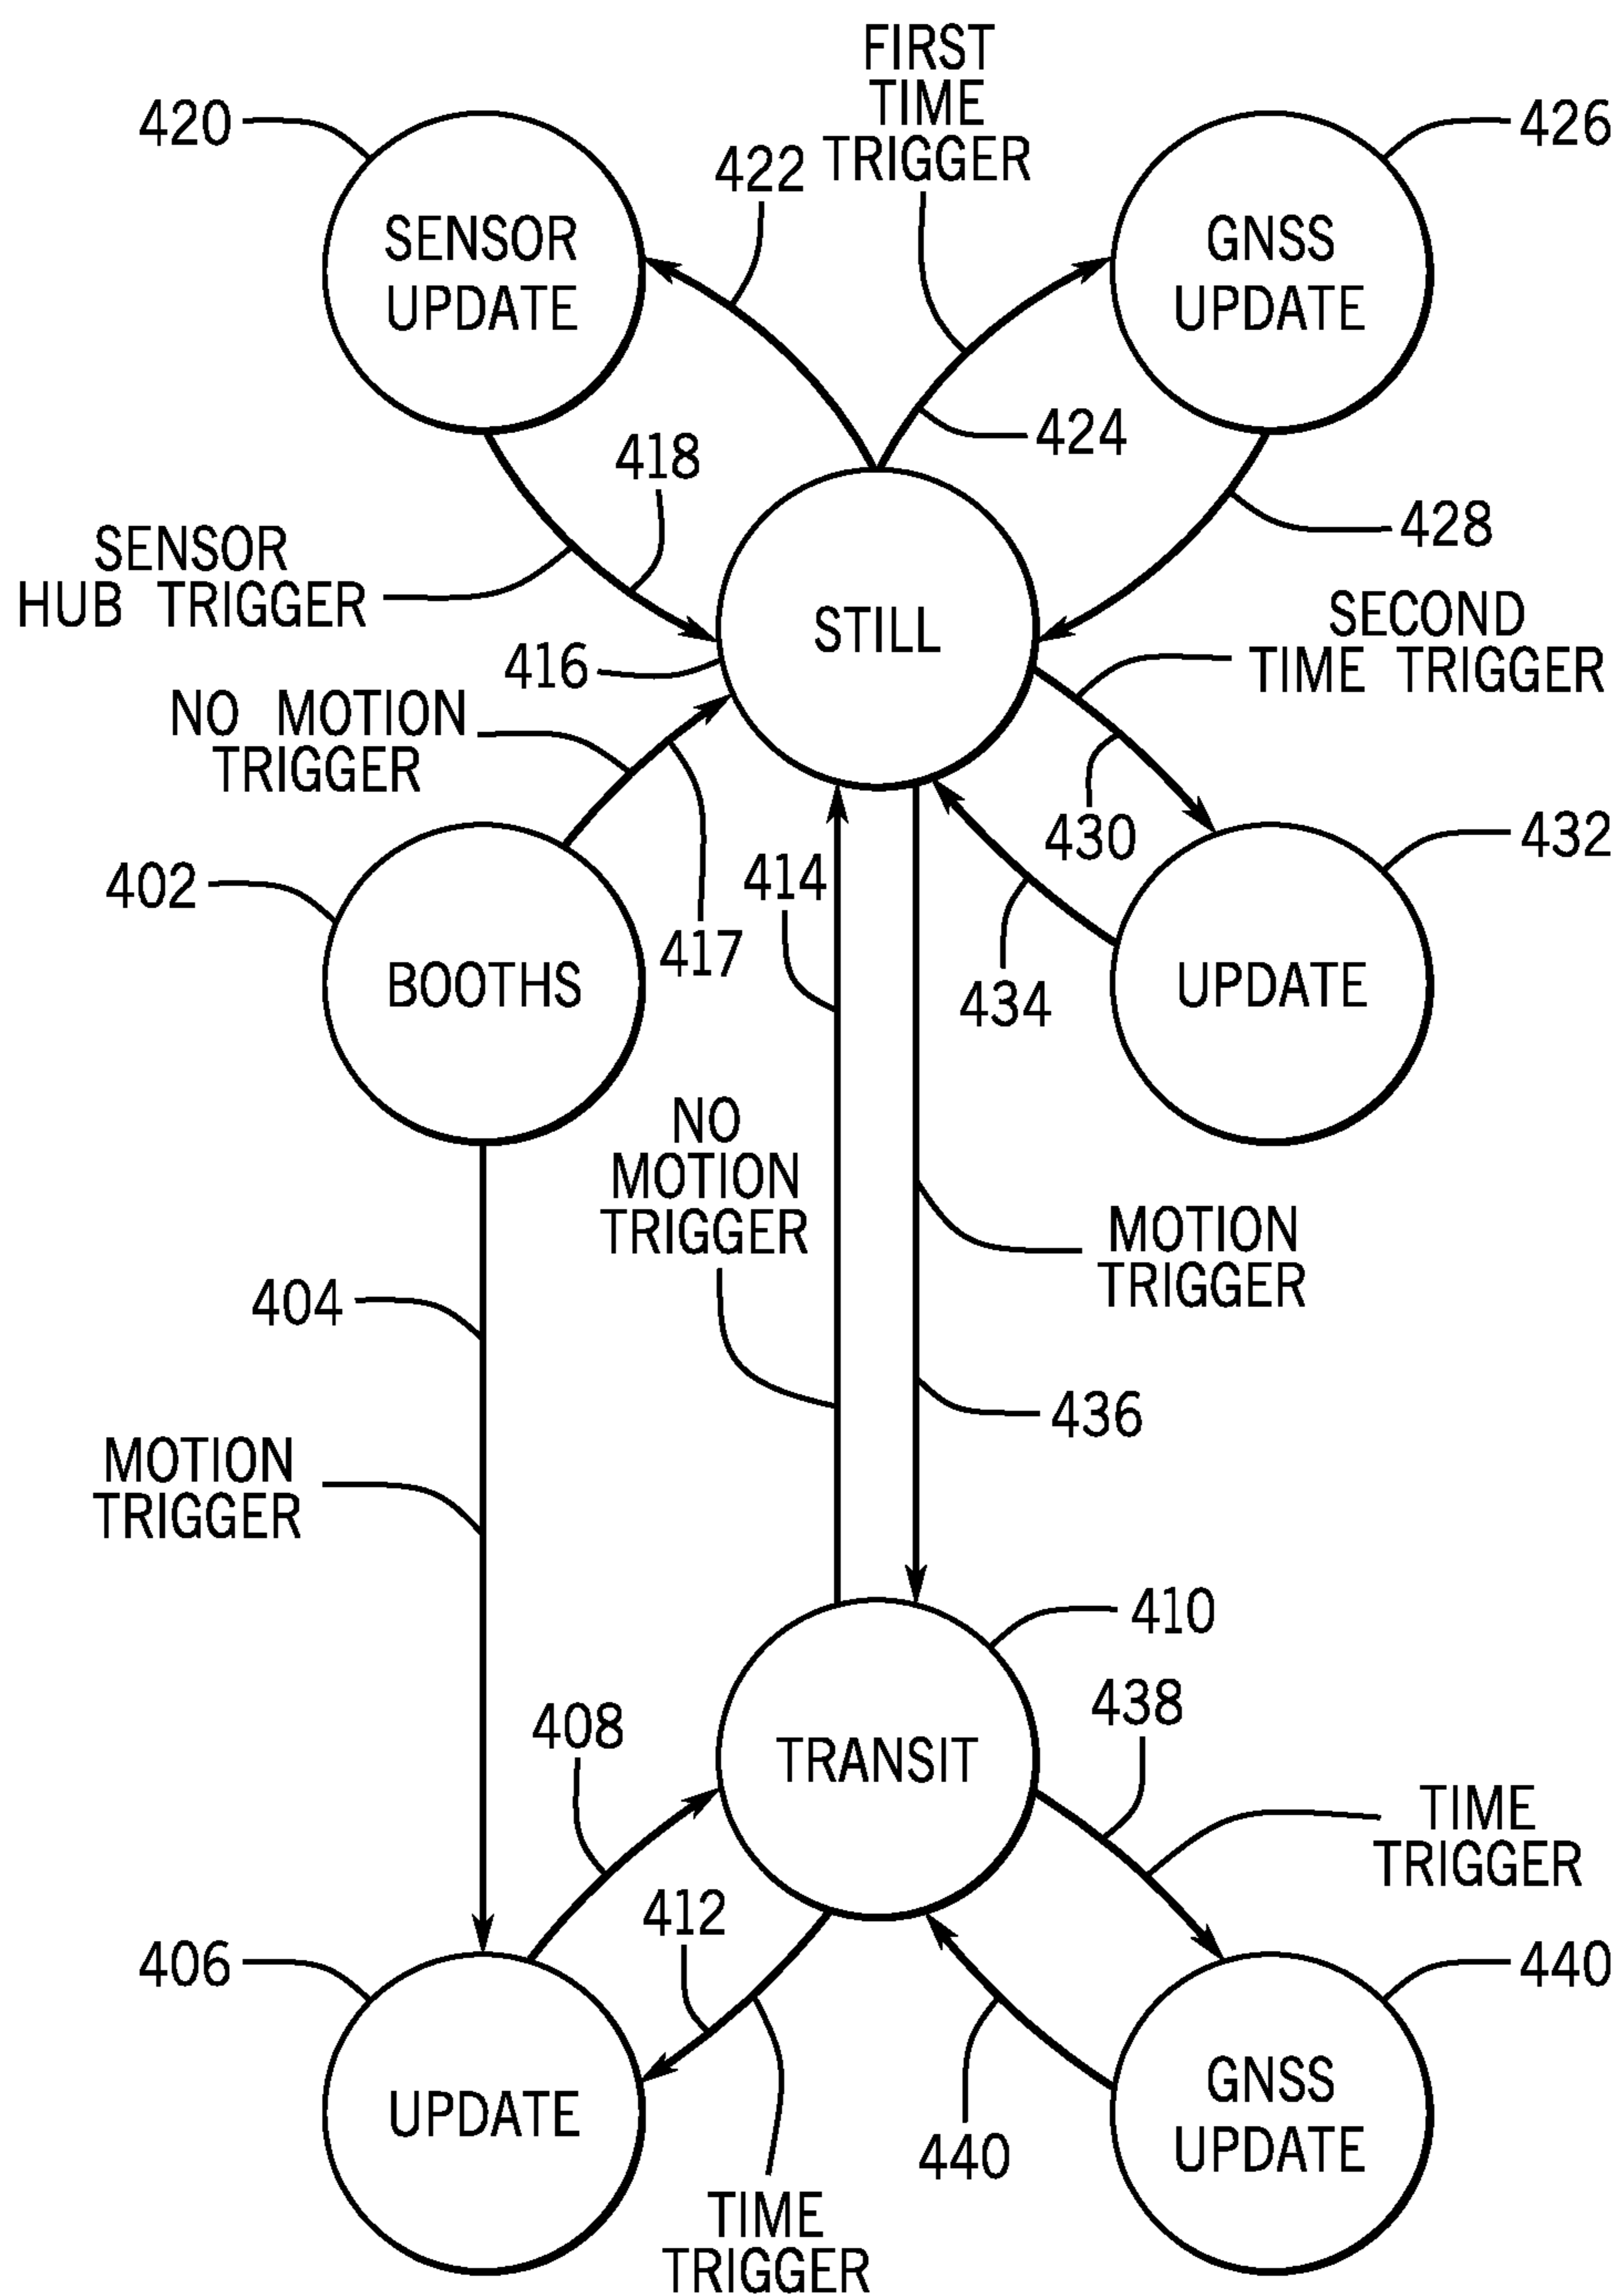 FIRST
TIME
TRIGGER
420
422
426
SENSOR
UPDATE
GNSS
UPDATE
424
418
428
SENSOR
HUB TRIGGER
STILL
SECOND
TIME TRIGGER
416
NO MOTION
TRIGGER
430
432
402
414
417
BOOTHS
434
UPDATE
NO
MOTION
TRIGGER
MOTION
TRIGGER
404
436
MOTION
TRIGGER
410
408
438
TRANSIT
TIME
TRIGGER
412
406
440
UPDATE
440
GNSS
UPDATE
TIME
TRIGGER